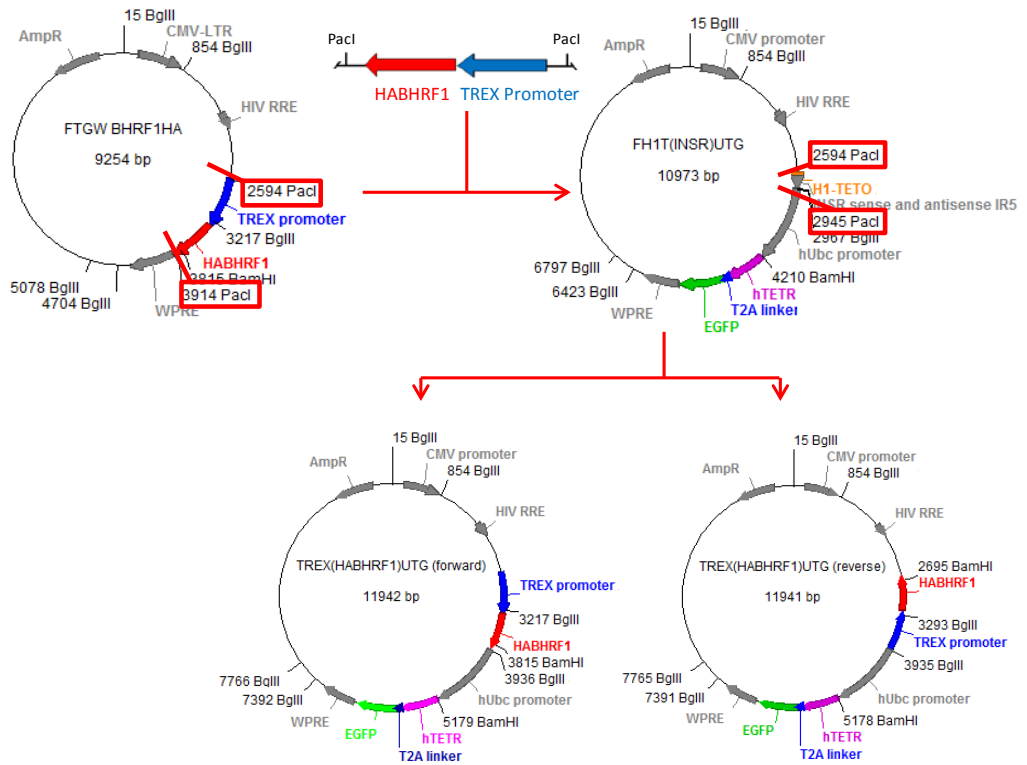 15 BglII
CMV-LTR
854 BglII
AmpR
HIV RRE
FTGW BHRF1HA
9254 bp
2594 PacI
TREX promoter
3217 BglII
HABHRF1
3815 BamHI
3914 PacI
WPRE
4704 BglII
5078 BglII
PacI
PacI
HABHRF1
TREX Promoter
15 BglII
CMV promoter
854 BglII
AmpR
HIV RRE
FH1T(INSR)UTG
10973 bp
2594 PacI
H1-TETO
INSR sense and antisense IR5
2945 PacI
2967 BglII
hUbc promoter
4210 BamHI
hTETR
T2A linker
EGFP
WPRE
6423 BglII
6797 BglII
15 BglII
CMV promoter
854 BglII
AmpR
HIV RRE
TREX(HABHRF1)UTG (forward)
11942 bp
TREX promoter
3217 BglII
HABHRF1
3815 BamHI
3936 BglII
hUbc promoter
5179 BamHI
hTETR
T2A linker
EGFP
WPRE
7392 BglII
7766 BglII
15 BglII
CMV promoter
854 BglII
AmpR
HIV RRE
TREX(HABHRF1)UTG (reverse)
11941 bp
2695 BamHI
HABHRF1
3293 BglII
TREX promoter
3935 BglII
hUbc promoter
5178 BamHI
hTETR
T2A linker
EGFP
WPRE
7391 BglII
7765 BglII